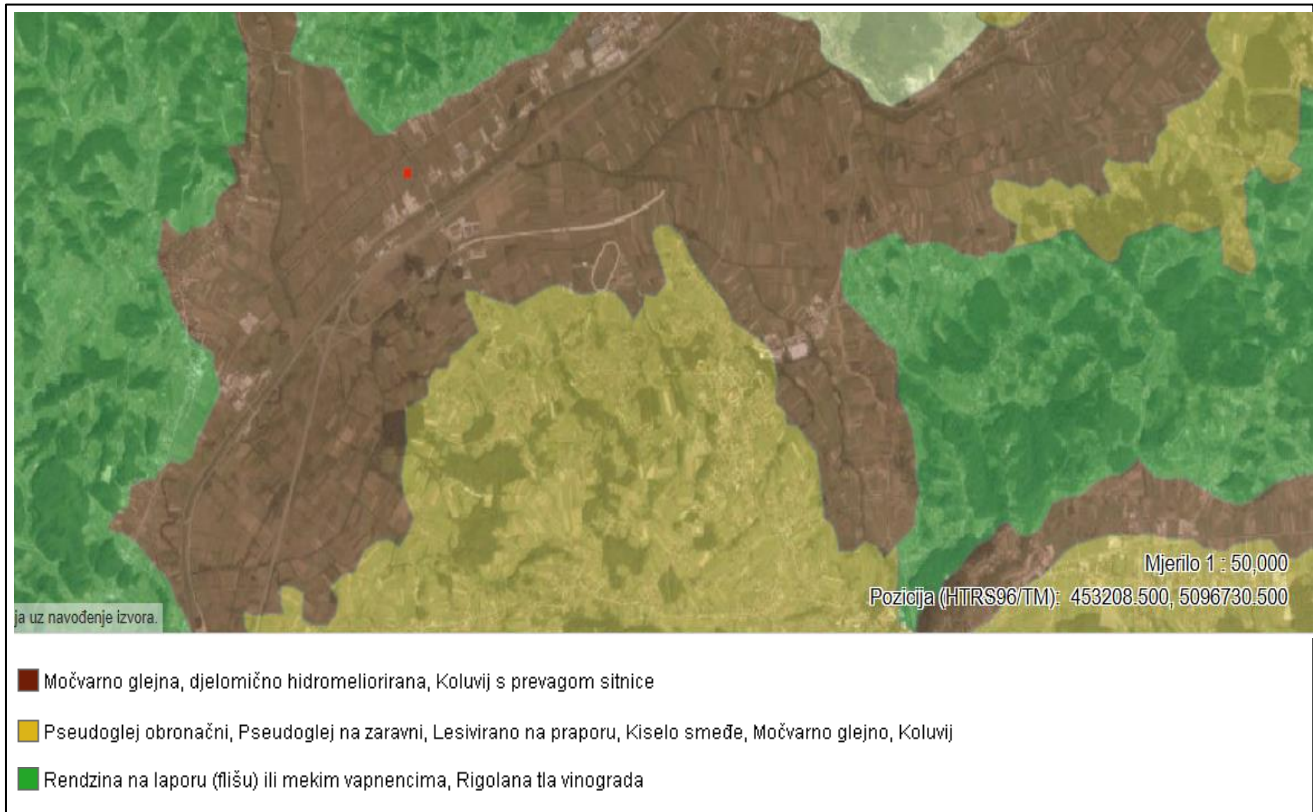 Mjerilo 1 : 50,000
Pozicija (HTRS96/TM): 453208.500, 5096730.500
ja uz navođenje izvora.
Močvarno glejna, djelomično hidromeliorirana, Koluvij s prevagom sitnice
Pseudoglej obronačni, Pseudoglej na zaravni, Lesivirano na praporu, Kiselo smeđe, Močvarno glejno, Koluvij
Rendzina na laporu (flišu) ili mekim vapnencima, Rigolana tla vinograda